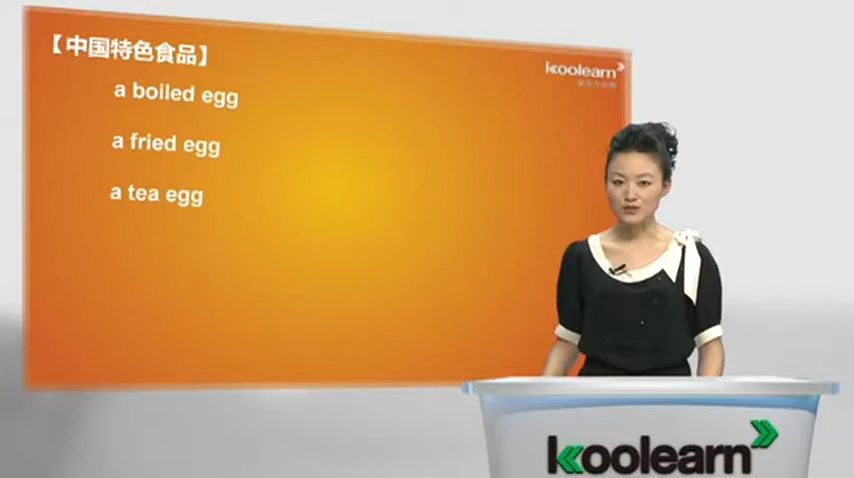 【中国特色食品】
koolearn
a boiled egg
a fried egg
a tea egg
koolearn